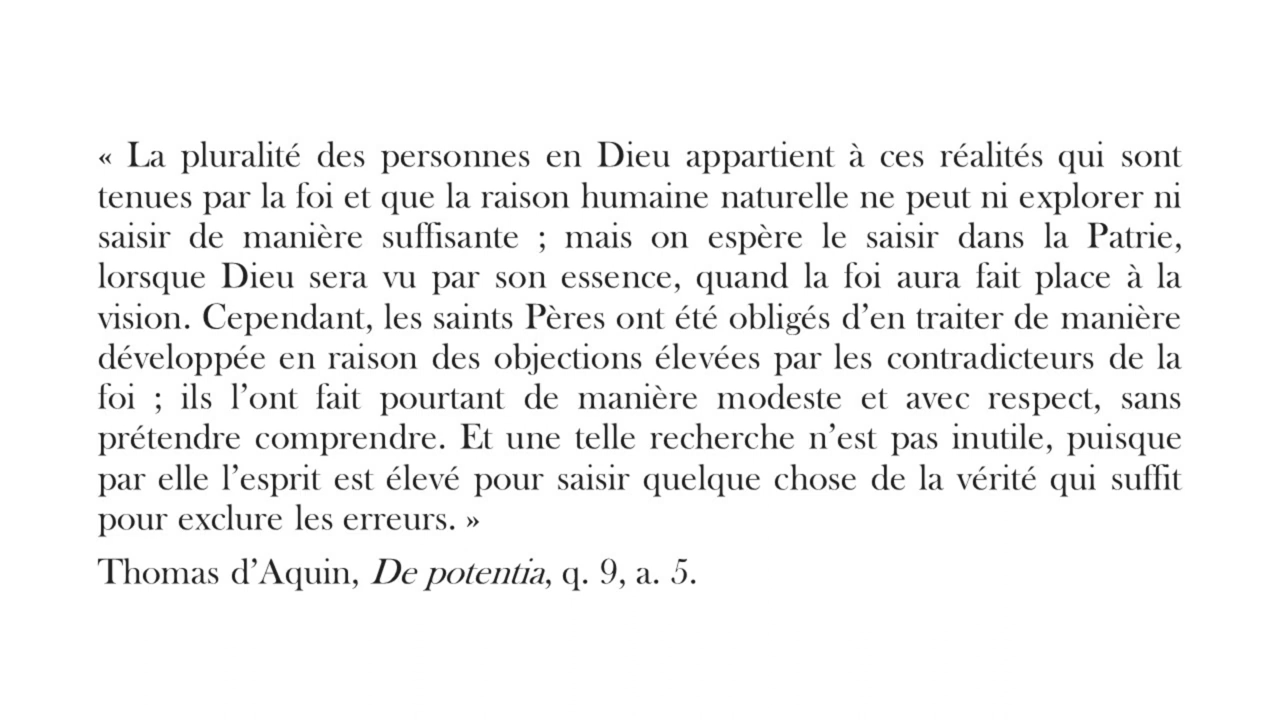 « La pluralité des personnes en Dieu appartient à ces réalités qui sont
tenues par la foi et que la raison humaine naturelle ne peut ni explorer ni
saisir de manière suffisante ; mais on espère le saisir dans la Patrie,
lorsque Dieu sera vu par son essence, quand la foi aura fait place à la
vision. Cependant, les saints Pères ont été obligés d’en traiter de manière
développée en raison des objections élevées par les contradicteurs de la
foi ; ils l’ont fait pourtant de manière modeste et avec respect, sans
prétendre comprendre. Et une telle recherche n’est pas inutile, puisque
par elle l’esprit est élevé pour saisir quelque chose de la vérité qui suffit
pour exclure les erreurs. »
Thomas d’Aquin, De potentia, q. 9, a. 5.